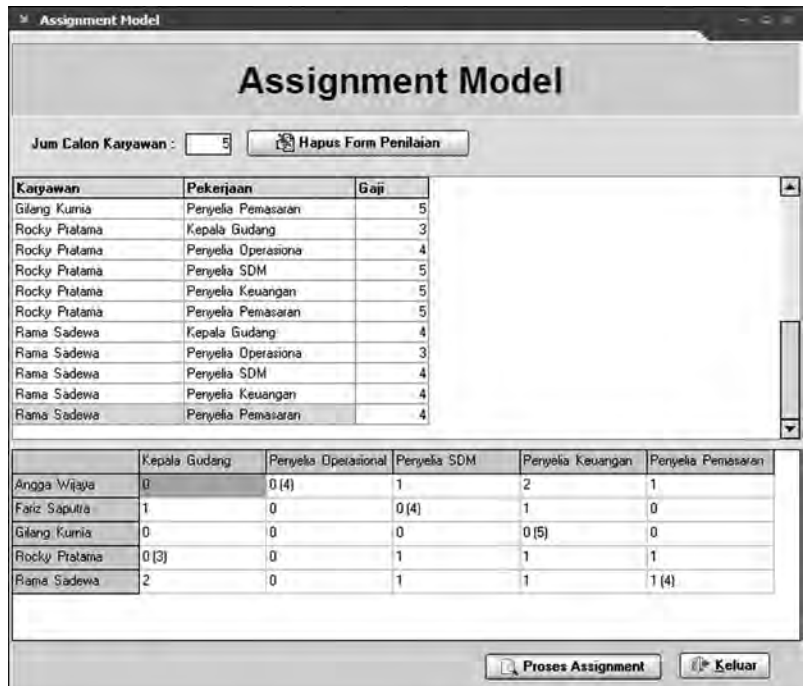 Assignment Model
Assignment Model
Jum Calon Karyawan : 5 Hapus Form Penilaian
Karyawan Pekerjaan Gaji
Gilang Kurnia Penyelia Pemasaran 5
Rocky Pratama Kepala Gudang 3
Rocky Pratama Penyelia Operasiona 4
Rocky Pratama Penyelia SDM 5
Rocky Pratama Penyelia Keuangan 5
Rocky Pratama Penyelia Pemasaran 5
Rama Sadewa Kepala Gudang 4
Rama Sadewa Penyelia Operasiona 3
Rama Sadewa Penyelia SDM 4
Rama Sadewa Penyelia Keuangan 4
Rama Sadewa Penyelia Pemasaran 4
Kepala Gudang Penyelia Operasional Penyelia SDM Penyelia Keuangan Penyelia Pemasaran
Angga Wijaya 0 0 (4) 1 2 1
Fariz Saputra 1 0 0 (4) 1 0
Gilang Kurnia 0 0 0 0 (5) 0
Rocky Pratama 0 (3) 0 1 1 1
Rama Sadewa 2 0 1 1 1 (4)
Proses Assignment Keluar